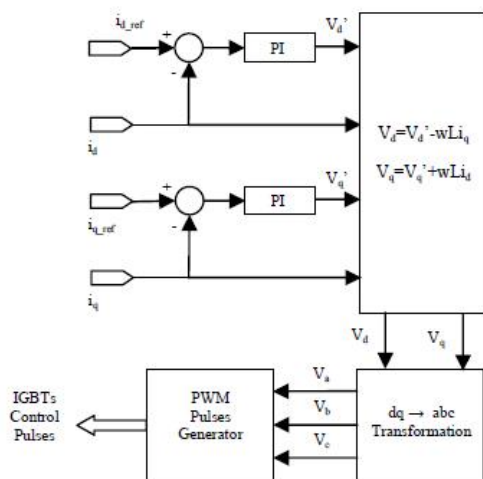 i_d_ref
+
-
PI
V_d'
i_d
V_d=V_d'-wLi_q
V_q=V_q'+wLi_d
i_q_ref
+
-
PI
V_q'
i_q
V_d
V_q
IGBTs
Control
Pulses
PWM
Pulses
Generator
V_a
V_b
V_c
dq → abc
Transformation